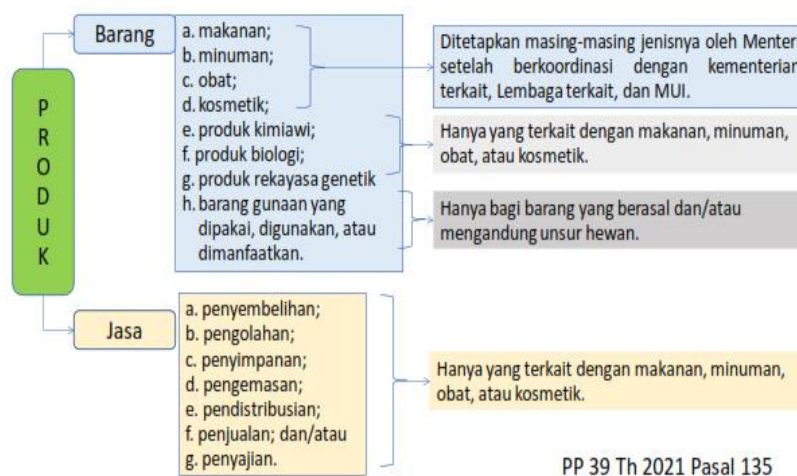 PRODUK
Barang
a. makanan;
b. minuman;
c. obat;
d. kosmetik;
e. produk kimiawi;
f. produk biologi;
g. produk rekayasa genetik
h. barang gunaan yang
dipakai, digunakan, atau
dimanfaatkan.
Ditetapkan masing-masing jenisnya oleh Menter
setelah berkoordinasi dengan kementerian
terkait, Lembaga terkait, dan MUI.
Hanya yang terkait dengan makanan, minuman,
obat, atau kosmetik.
Hanya bagi barang yang berasal dan/atau
mengandung unsur hewan.
Jasa
a. penyembelihan;
b. pengolahan;
c. penyimpanan;
d. pengemasan;
e. pendistribusian;
f. penjualan; dan/atau
g. penyajian.
Hanya yang terkait dengan makanan, minuman,
obat, atau kosmetik.
PP 39 Th 2021 Pasal 135